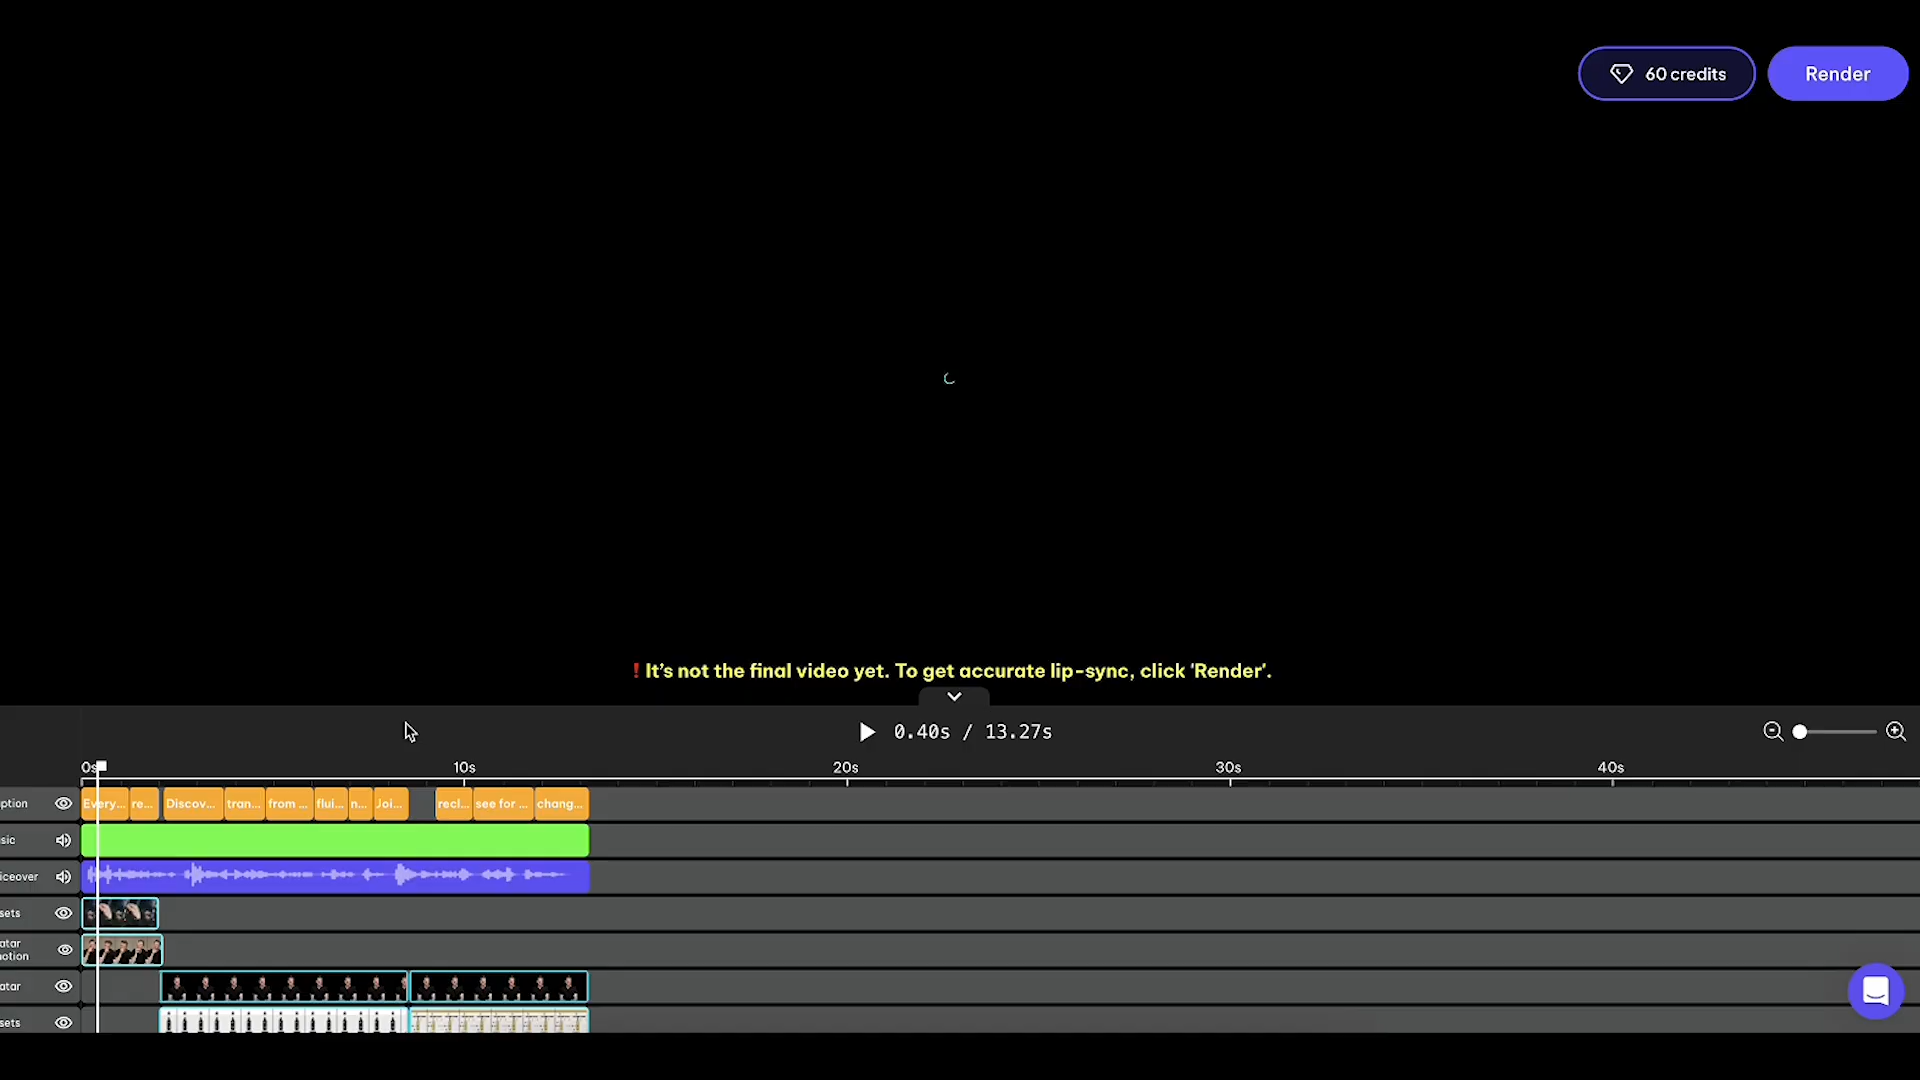 60 credits
Render
! It's not the final video yet. To get accurate lip-sync, click 'Render'.
0.40s / 13.27s
0s
10s
20s
30s
40s
ption
Every... re... Discov... tran... from ... flui... n... Joi... recl... see for ... chang...
sic
iceover
sets
atar
otion
atar
sets